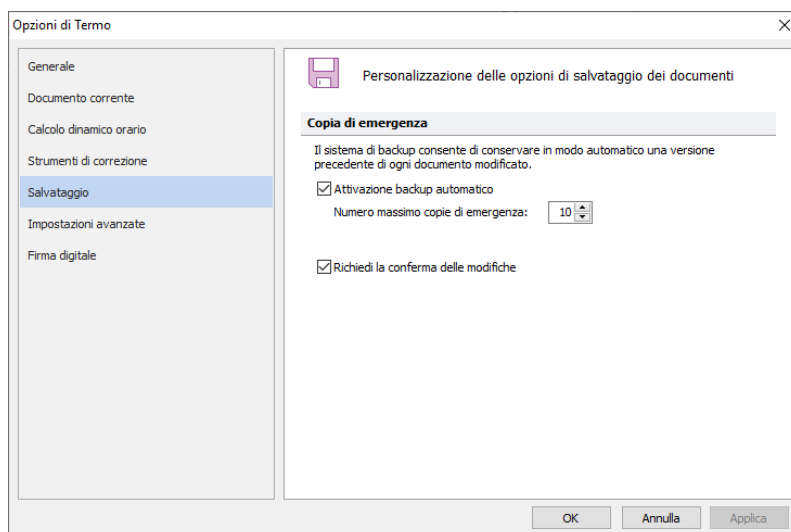 Opzioni di Termo
Generale
Documento corrente
Calcolo dinamico orario
Strumenti di correzione
Salvataggio
Impostazioni avanzate
Firma digitale
Personalizzazione delle opzioni di salvataggio dei documenti
Copia di emergenza
Il sistema di backup consente di conservare in modo automatico una versione
precedente di ogni documento modificato.
Attivazione backup automatico
Numero massimo copie di emergenza: 10
Richiedi la conferma delle modifiche
OK Annulla Applica